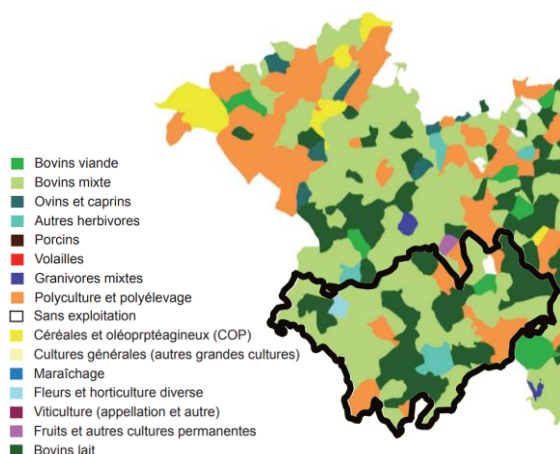 Bovins viande
Bovins mixte
Ovins et caprins
Autres herbivores
Porcins
Volailles
Granivores mixtes
Polyculture et polyélevage
Sans exploitation
Céréales et oléoprptéagineux (COP)
Cultures générales (autres grandes cultures)
Maraîchage
Fleurs et horticulture diverse
Viticulture (appellation et autre)
Fruits et autres cultures permanentes
Bovins lait